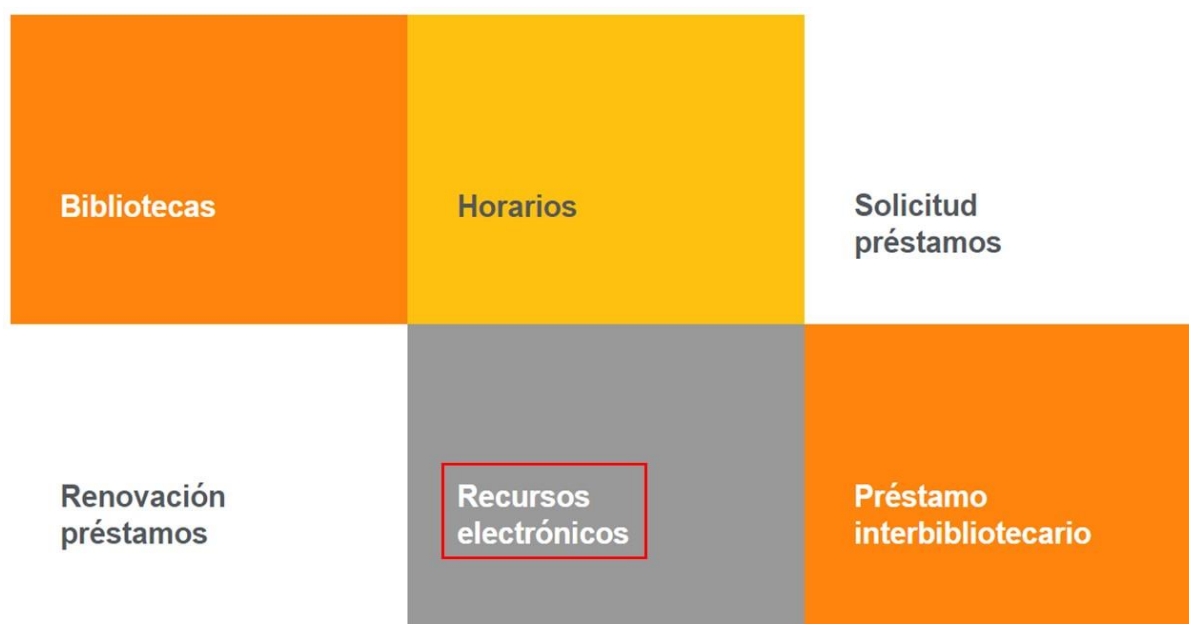 Bibliotecas
Horarios
Solicitud
préstamos
Renovación
préstamos
Recursos
electrónicos
Préstamo
interbibliotecario